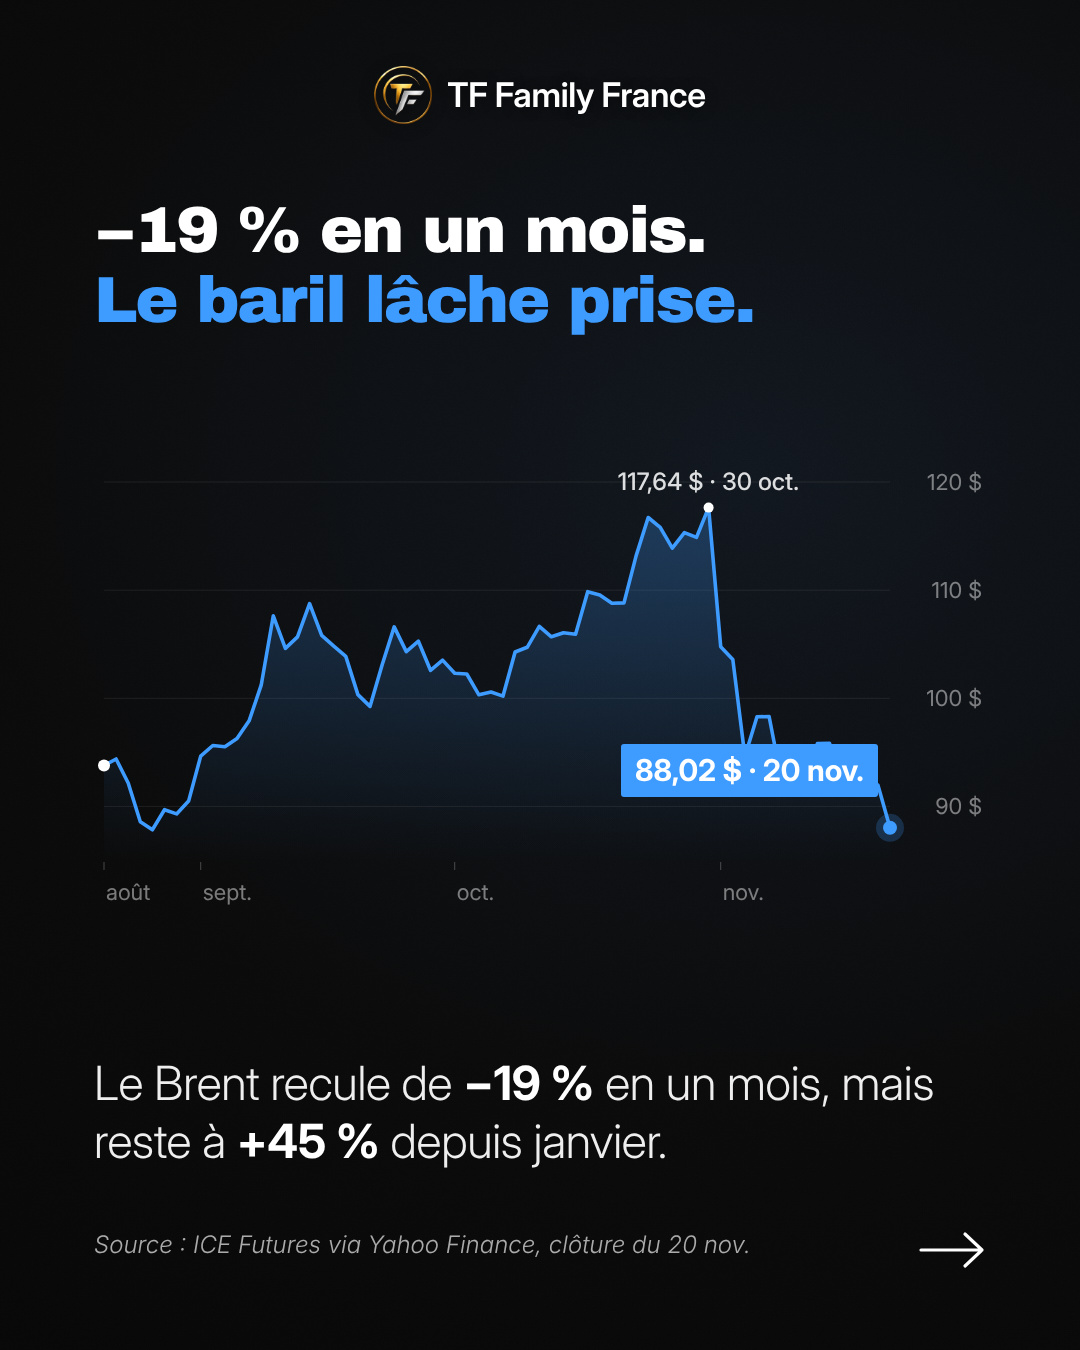 TF TF Family France
–19 % en un mois.
Le baril lâche prise.
117,64 $ · 30 oct.
120 $
110 $
100 $
88,02 $ · 20 nov.
90 $
août sept. oct. nov.
Le Brent recule de –19 % en un mois, mais
reste à +45 % depuis janvier.
Source : ICE Futures via Yahoo Finance, clôture du 20 nov.